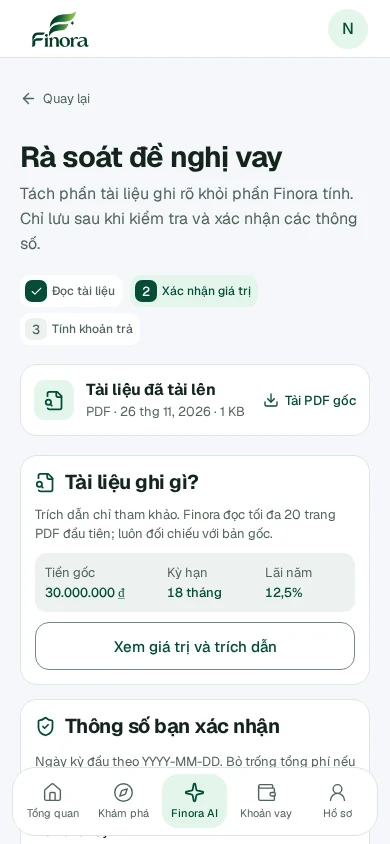 Finora
N
Quay lại
Rà soát đề nghị vay
Tách phần tài liệu ghi rõ khỏi phần Finora tính.
Chỉ lưu sau khi kiểm tra và xác nhận các thông
số.
Đọc tài liệu
2 Xác nhận giá trị
3 Tính khoản trả
Tài liệu đã tải lên
PDF · 26 thg 11, 2026 · 1 KB
Tải PDF gốc
Tài liệu ghi gì?
Trích dẫn chỉ tham khảo. Finora đọc tối đa 20 trang
PDF đầu tiên; luôn đối chiếu với bản gốc.
Tiền gốc Kỳ hạn Lãi năm
30.000.000 ₫ 18 tháng 12,5%
Xem giá trị và trích dẫn
Thông số bạn xác nhận
Ngày kỳ đầu theo YYYY-MM-DD. Bỏ trống tổng phí nếu
Tổng quan Khám phá Finora AI Khoản vay Hồ sơ